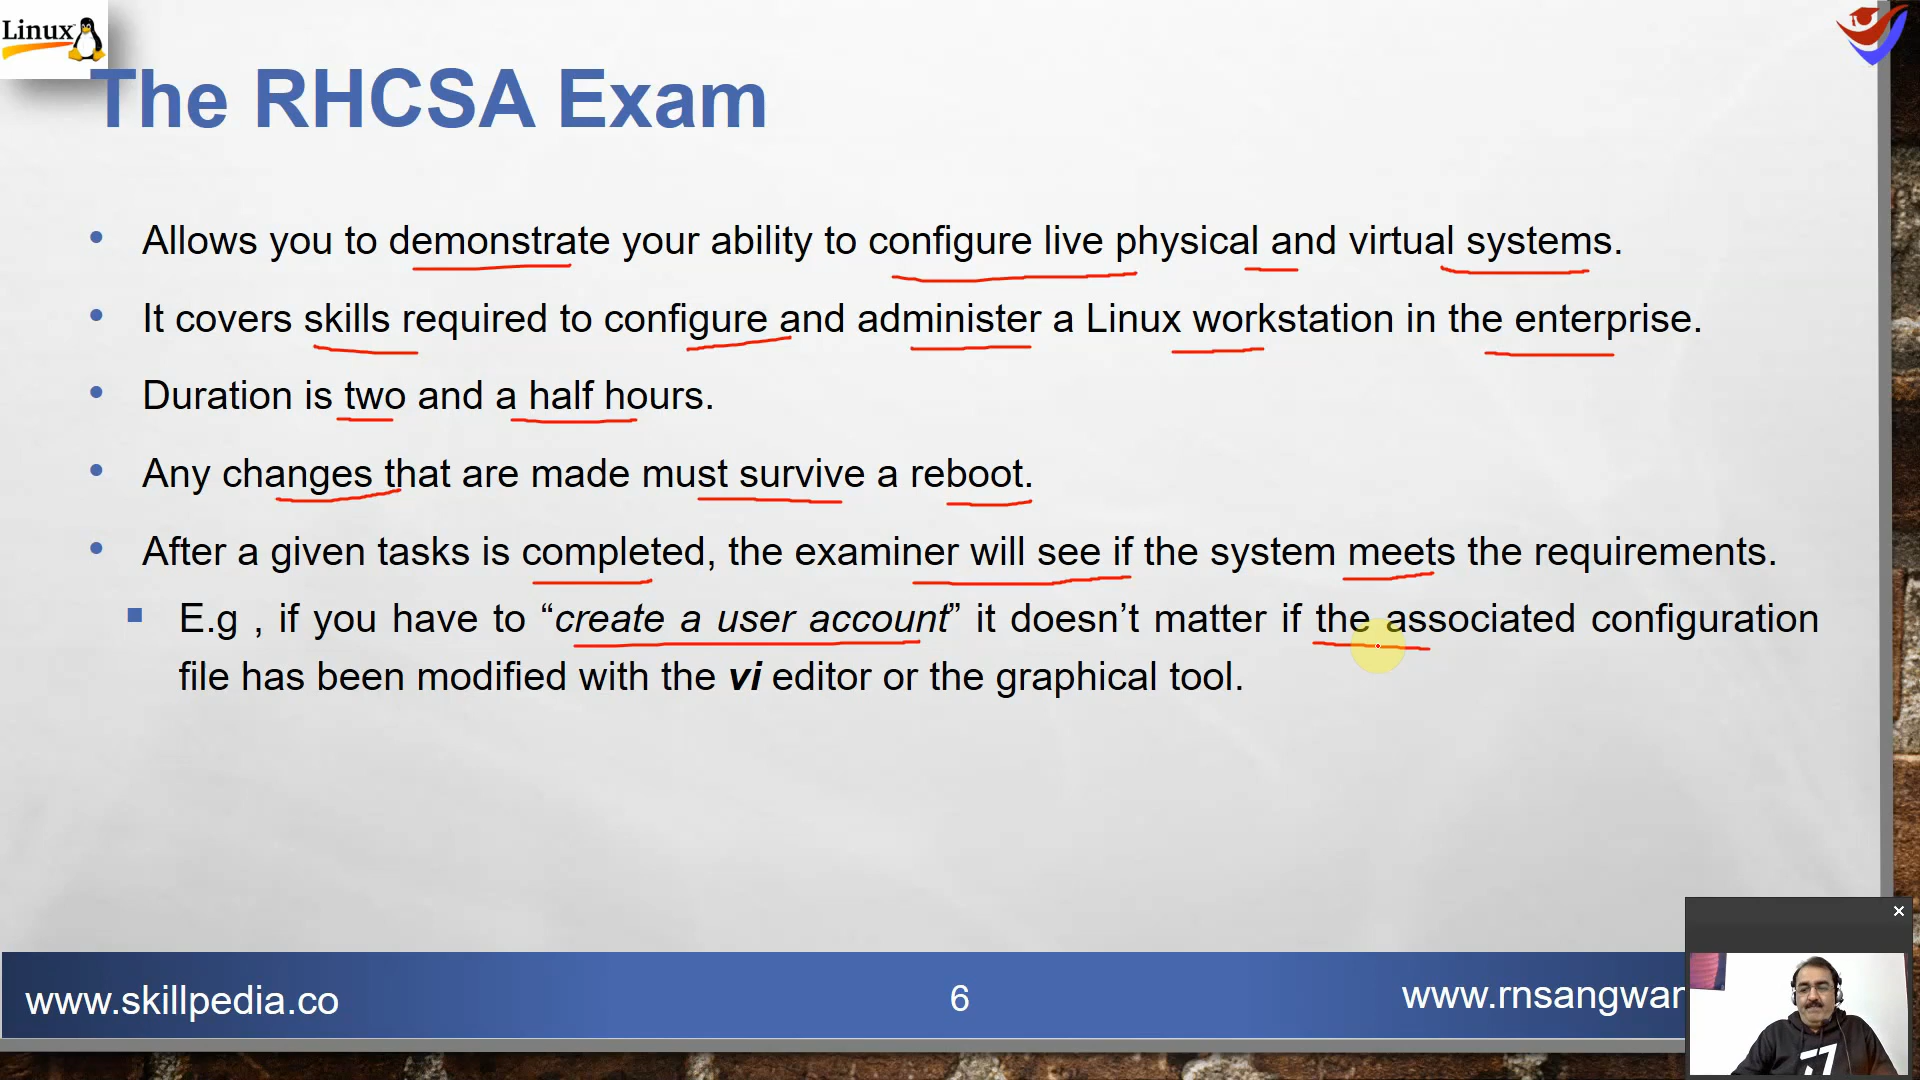 Linux
The RHCSA Exam
• Allows you to demonstrate your ability to configure live physical and virtual systems.
• It covers skills required to configure and administer a Linux workstation in the enterprise.
• Duration is two and a half hours.
• Any changes that are made must survive a reboot.
• After a given tasks is completed, the examiner will see if the system meets the requirements.
▪ E.g , if you have to “create a user account” it doesn’t matter if the associated configuration
file has been modified with the vi editor or the graphical tool.
www.skillpedia.co
6
www.rnsangwan